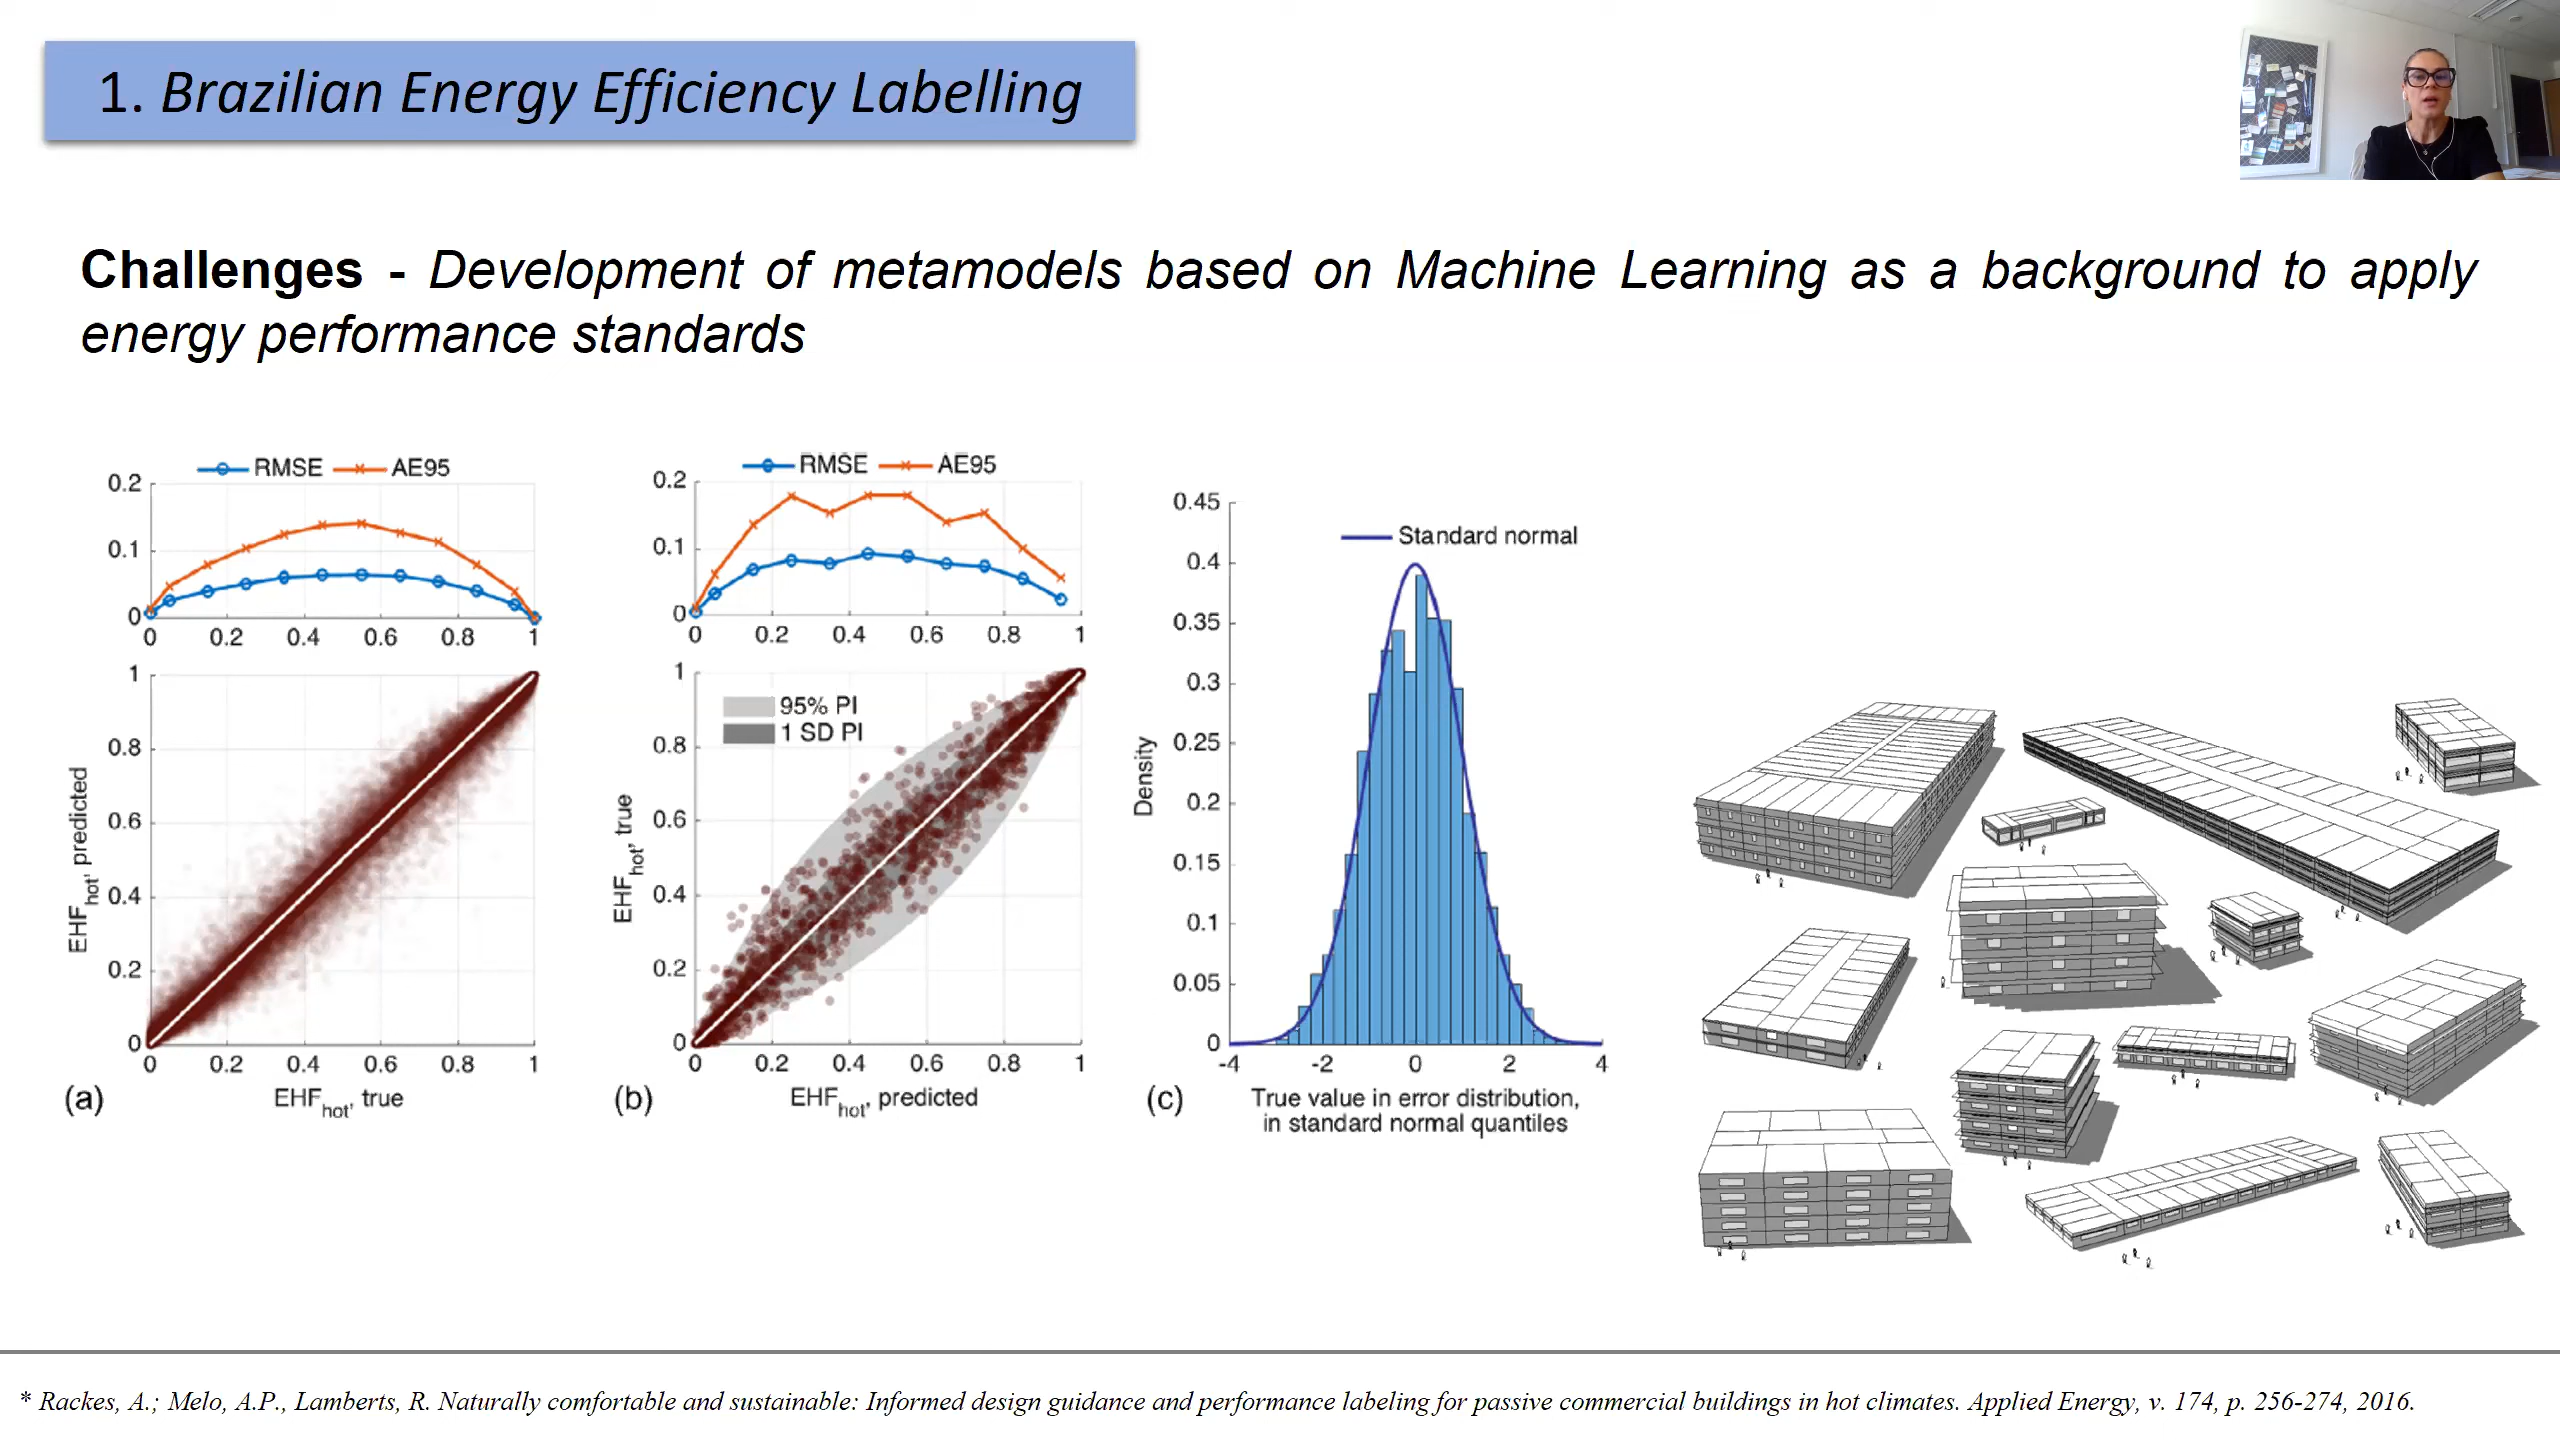 1. Brazilian Energy Efficiency Labelling
Challenges - Development of metamodels based on Machine Learning as a background to apply
energy performance standards
RMSE AE95
0.2
0.1
0
0 0.2 0.4 0.6 0.8 1
1
0.8
0.6
0.4
0.2
0
0 0.2 0.4 0.6 0.8 1
EHFhot, predicted
(a) EHFhot, true
RMSE AE95
0.2
0.1
0
0 0.2 0.4 0.6 0.8 1
95% PI
1 SD PI
1
0.8
0.6
0.4
0.2
0
0 0.2 0.4 0.6 0.8 1
EHFhot, true
(b) EHFhot, predicted
Standard normal
0.45
0.4
0.35
0.3
0.25
0.2
0.15
0.1
0.05
0
-4 -2 0 2 4
Density
(c) True value in error distribution,
in standard normal quantiles
* Rackes, A.; Melo, A.P., Lamberts, R. Naturally comfortable and sustainable: Informed design guidance and performance labeling for passive commercial buildings in hot climates. Applied Energy, v. 174, p. 256-274, 2016.